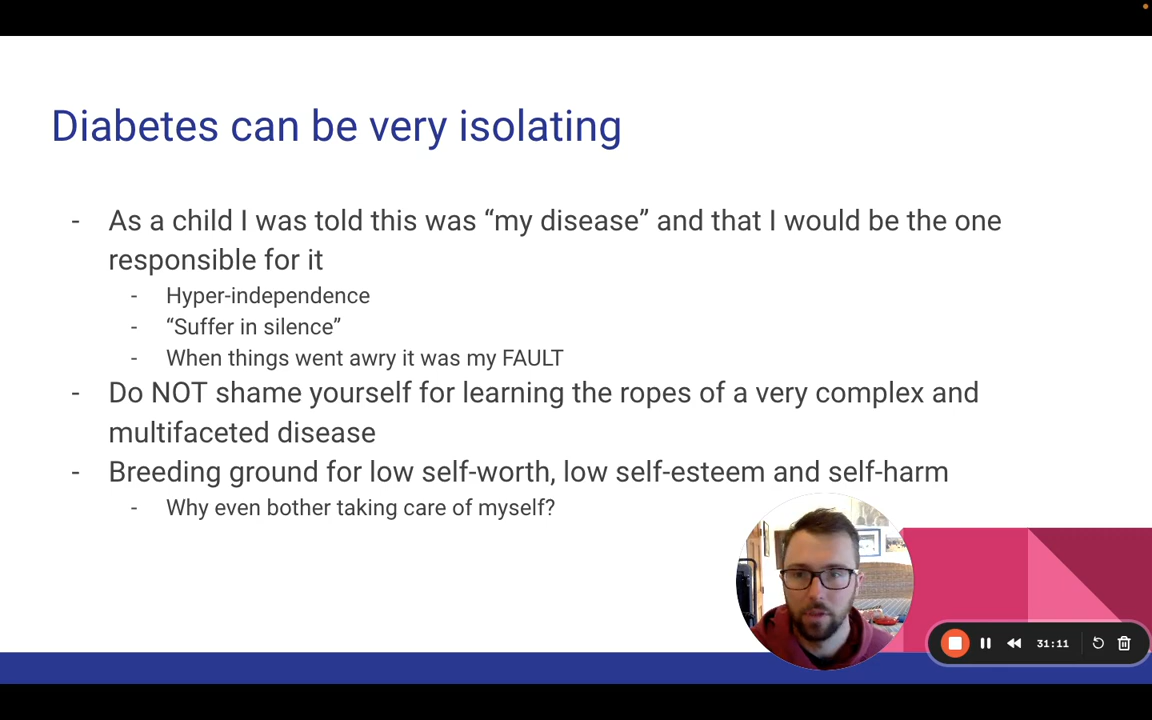 Diabetes can be very isolating
- As a child I was told this was “my disease” and that I would be the one
responsible for it
- Hyper-independence
- “Suffer in silence”
- When things went awry it was my FAULT
- Do NOT shame yourself for learning the ropes of a very complex and
multifaceted disease
- Breeding ground for low self-worth, low self-esteem and self-harm
- Why even bother taking care of myself?
31:11